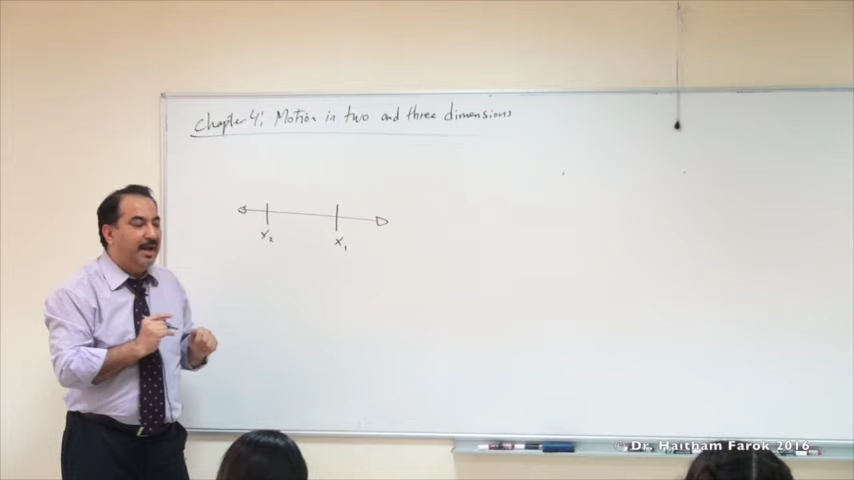 Chapter 4: Motion in two and three dimensions
x₂ x₁
© Dr. Haitham Farok 2016